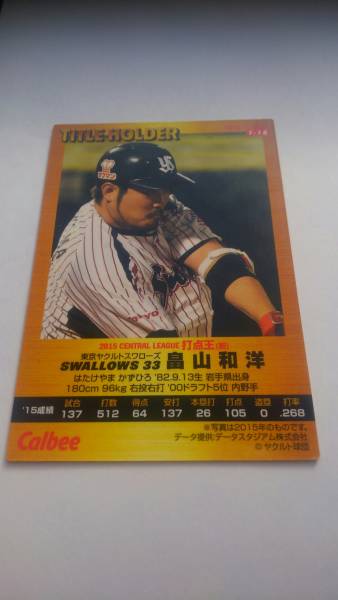 TITLE-HOLDER
T-14
YS
TOKYO
2015 CENTRAL LEAGUE 打点王(初)
東京ヤクルトスワローズ
SWALLOWS 33 畠山和洋
はたけやま かずひろ '82.9.13生 岩手県出身
180cm 96kg 右投右打 '00ドラフト5位 内野手
'15成績 試合 打数 得点 安打 本塁打 打点 盗塁 打率
137 512 64 137 26 105 0 .268
※写真は2015年のものです。
データ提供:データスタジアム株式会社
Calbee
© ヤクルト球団